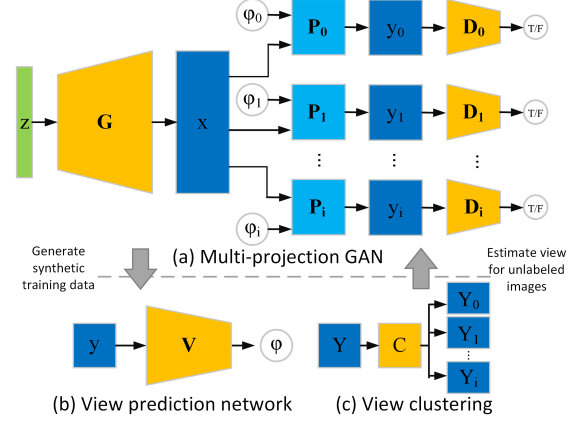 φ0
P0
y0
D0
T/F
z
G
x
φ1
P1
y1
D1
T/F
⋮
⋮
⋮
Pi
yi
Di
T/F
φi
(a) Multi-projection GAN
Generate
synthetic
training data
Estimate view
for unlabeled
images
y
V
φ
Y
C
Y0
Y1
⋮
Yi
(b) View prediction network
(c) View clustering